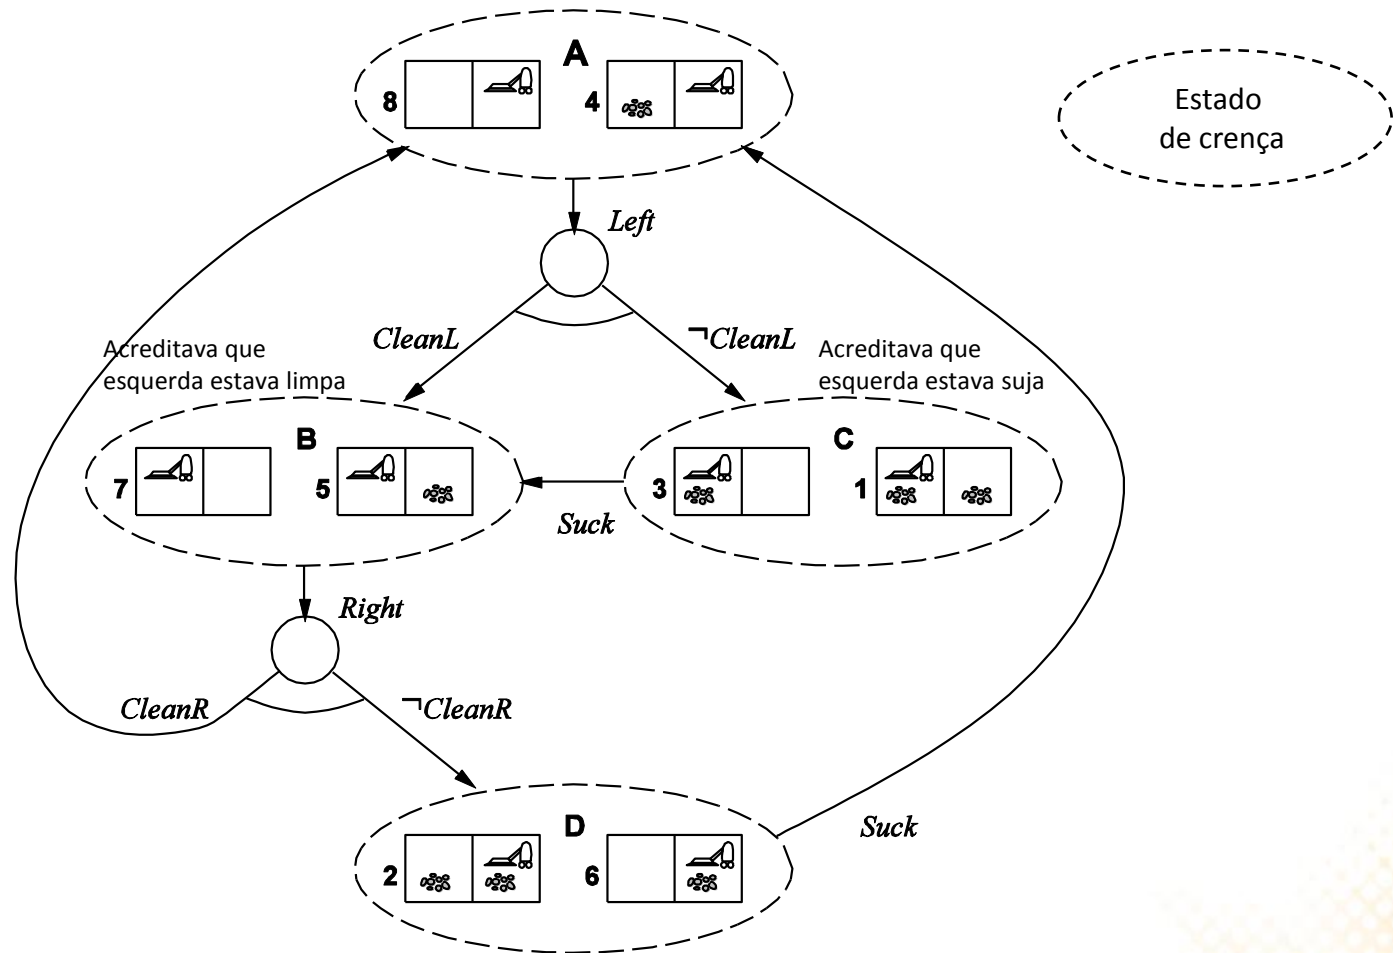 A
8
4
Estado
de crença
Left
CleanL
¬CleanL
Acreditava que
esquerda estava limpa
Acreditava que
esquerda estava suja
B
7
5
C
3
1
Suck
Right
CleanR
¬CleanR
D
2
6
Suck